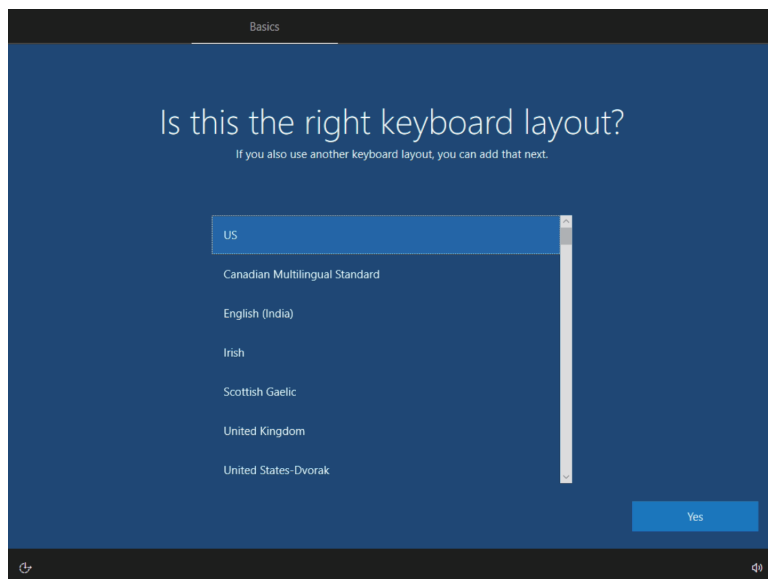 Basics
Is this the right keyboard layout?
If you also use another keyboard layout, you can add that next.
US
Canadian Multilingual Standard
English (India)
Irish
Scottish Gaelic
United Kingdom
United States-Dvorak
Yes